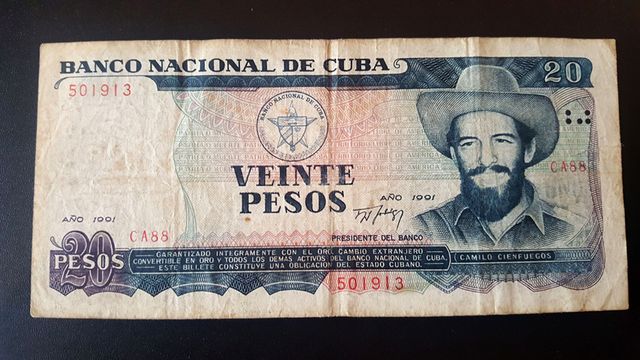 BANCO NACIONAL DE CUBA
20
501913
BANCO NACIONAL DE CUBA
VEINTE
PESOS
CA88
AÑO 1991
AÑO 1991
PRESIDENTE DEL BANCO
CA88
20
PESOS
GARANTIZADO INTEGRAMENTE CON EL ORO, CAMBIO EXTRANJERO
CONVERTIBLE EN ORO Y TODOS LOS DEMAS ACTIVOS DEL BANCO NACIONAL DE CUBA.
ESTE BILLETE CONSTITUYE UNA OBLIGACION DEL ESTADO CUBANO.
CAMILO CIENFUEGOS
501913